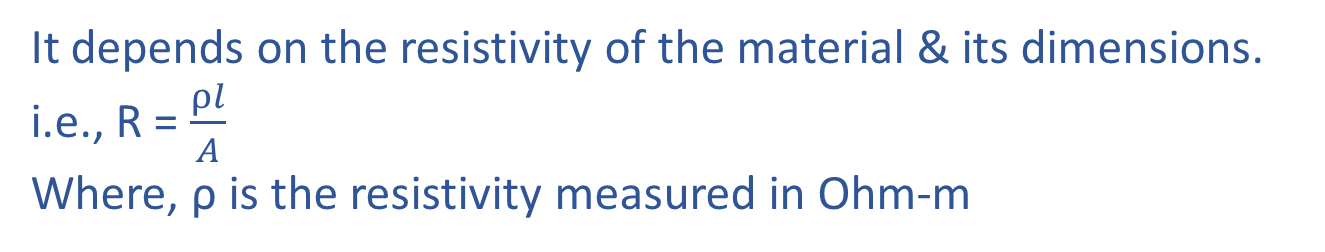 It depends on the resistivity of the material & its dimensions.
i.e., R = ρl/A
Where, ρ is the resistivity measured in Ohm-m